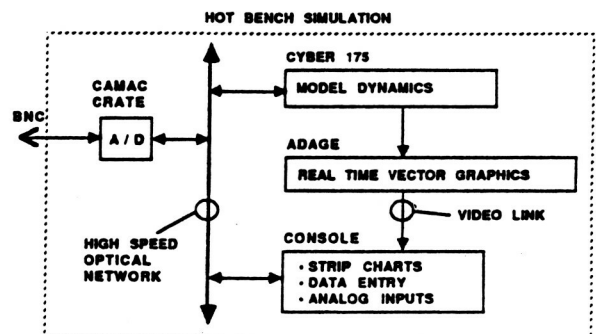 HOT BENCH SIMULATION
CYBER 175
MODEL DYNAMICS
CAMAC
CRATE
BNC
A / D
ADAGE
REAL TIME VECTOR GRAPHICS
VIDEO LINK
HIGH SPEED
OPTICAL
NETWORK
CONSOLE
• STRIP CHARTS
• DATA ENTRY
• ANALOG INPUTS